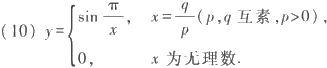 (10) y = { sin π/x, x = q/p (p, q 互素, p>0),
0, x 为无理数.